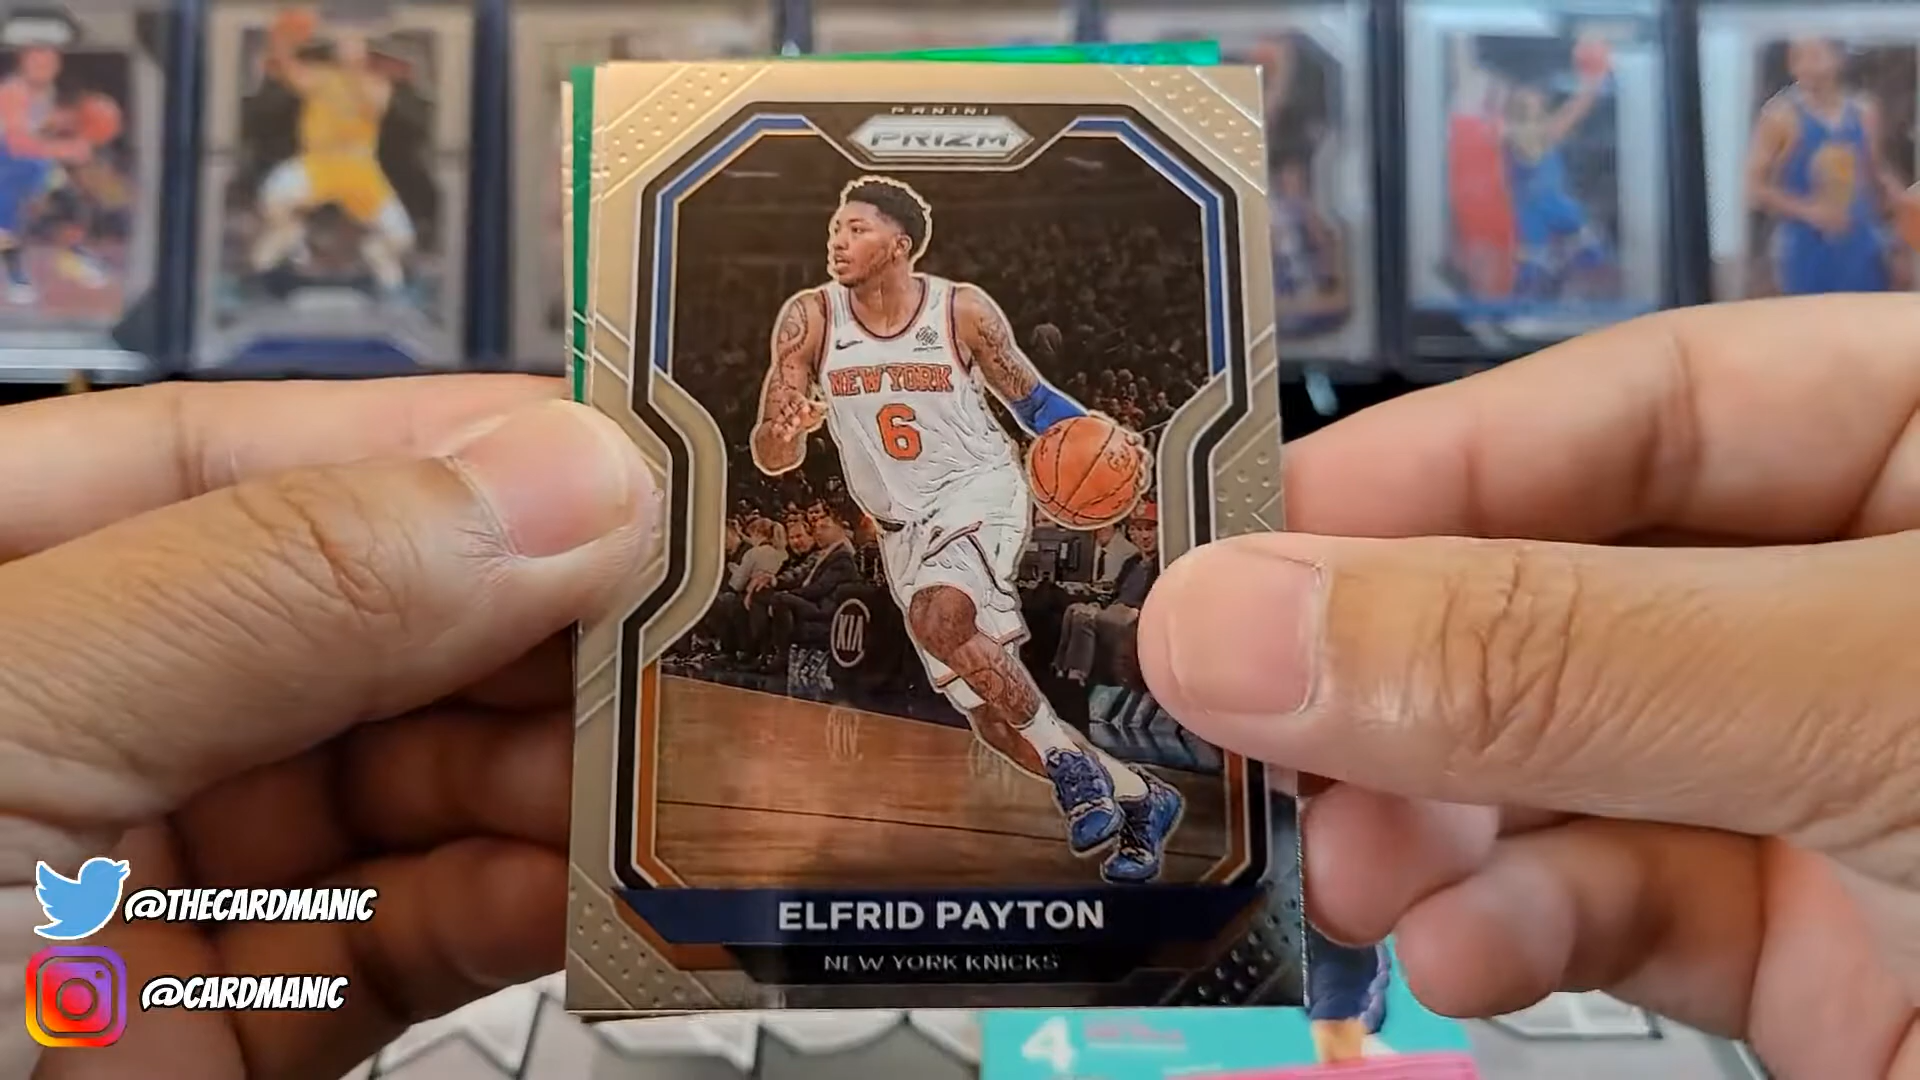 PANINI
PRIZM
NEW YORK
6
KIA
ELFRID PAYTON
NEW YORK KNICKS
@THECARDMANIC
@CARDMANIC
4